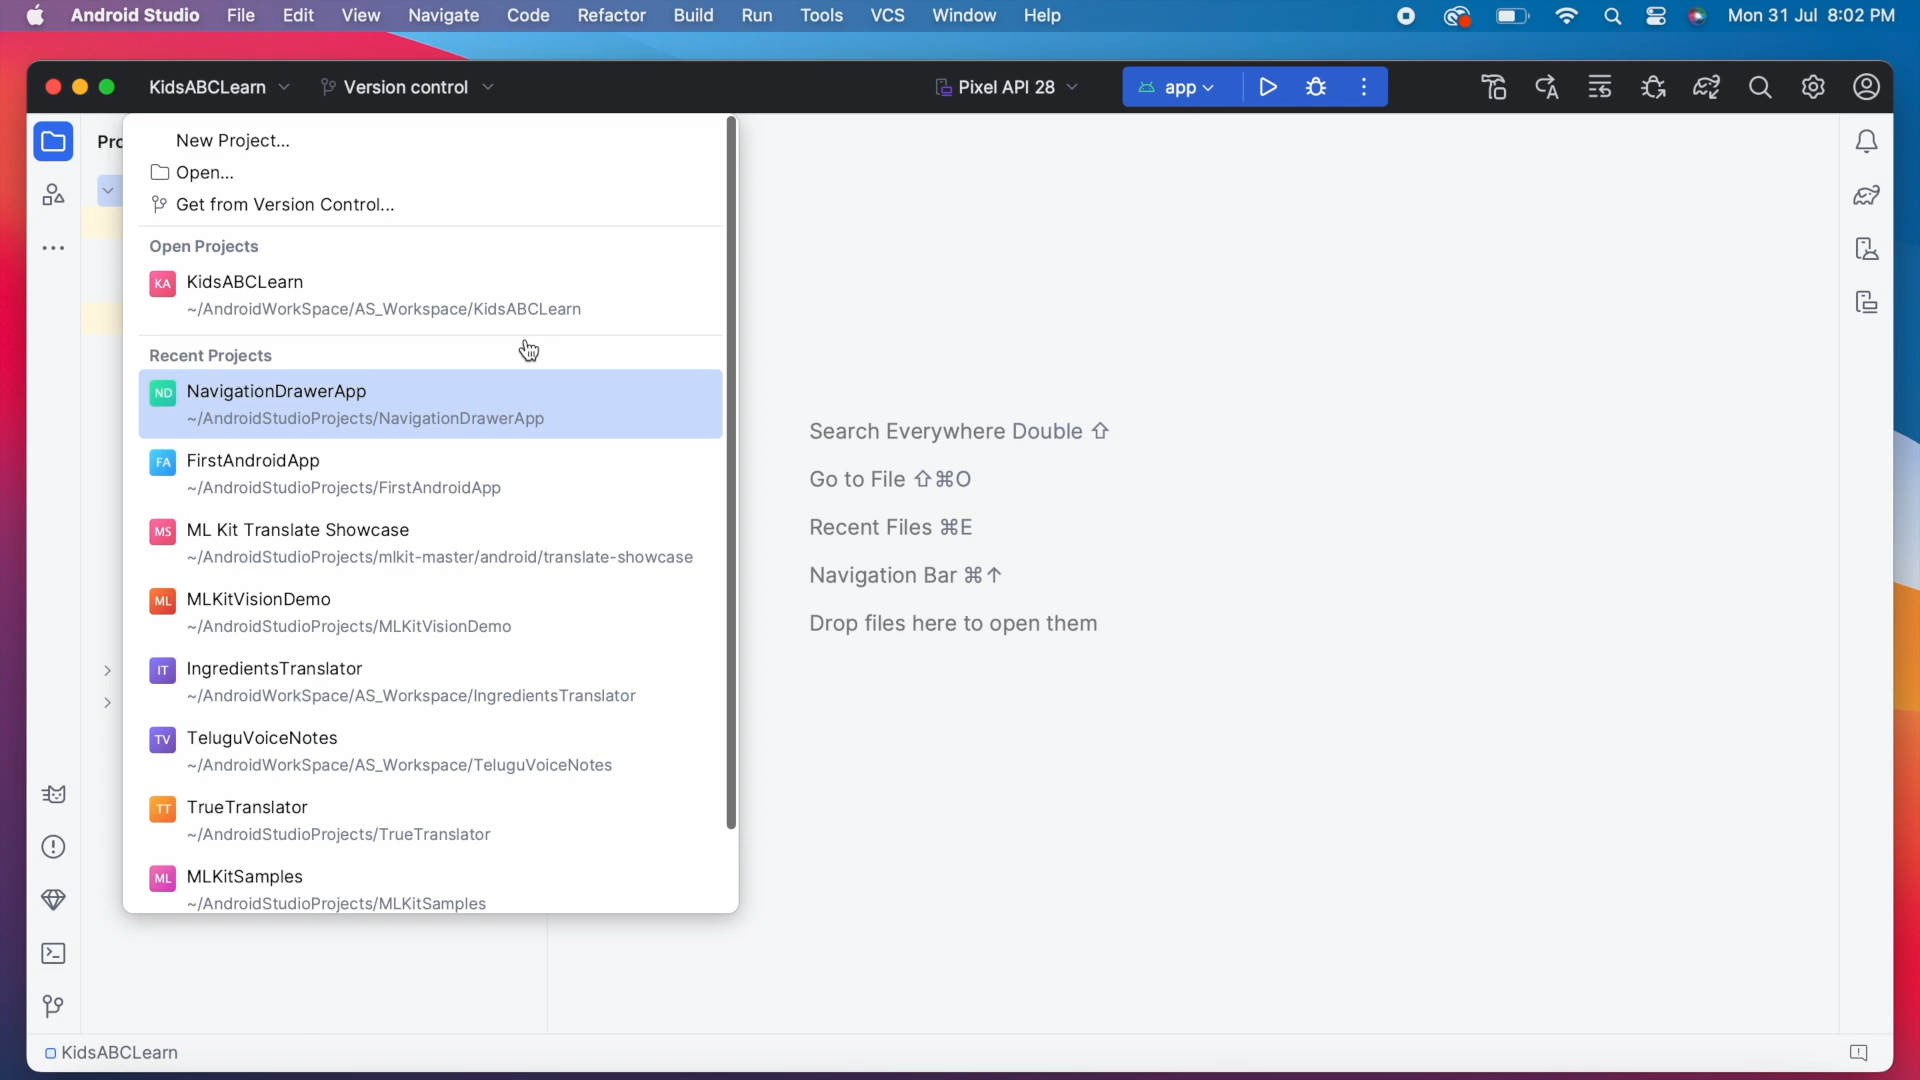 Android Studio File Edit View Navigate Code Refactor Build Run Tools VCS Window Help Mon 31 Jul 8:02 PM
KidsABCLearn Version control Pixel API 28 app
Pro
New Project...
Open...
Get from Version Control...
Open Projects
KA KidsABCLearn
~/AndroidWorkSpace/AS_Workspace/KidsABCLearn
Recent Projects
ND NavigationDrawerApp
~/AndroidStudioProjects/NavigationDrawerApp
FA FirstAndroidApp
~/AndroidStudioProjects/FirstAndroidApp
MS ML Kit Translate Showcase
~/AndroidStudioProjects/mlkit-master/android/translate-showcase
ML MLKitVisionDemo
~/AndroidStudioProjects/MLKitVisionDemo
IT IngredientsTranslator
~/AndroidWorkSpace/AS_Workspace/IngredientsTranslator
TV TeluguVoiceNotes
~/AndroidWorkSpace/AS_Workspace/TeluguVoiceNotes
TT TrueTranslator
~/AndroidStudioProjects/TrueTranslator
ML MLKitSamples
~/AndroidStudioProjects/MLKitSamples
Search Everywhere Double ⇧
Go to File ⇧⌘O
Recent Files ⌘E
Navigation Bar ⌘↑
Drop files here to open them
KidsABCLearn